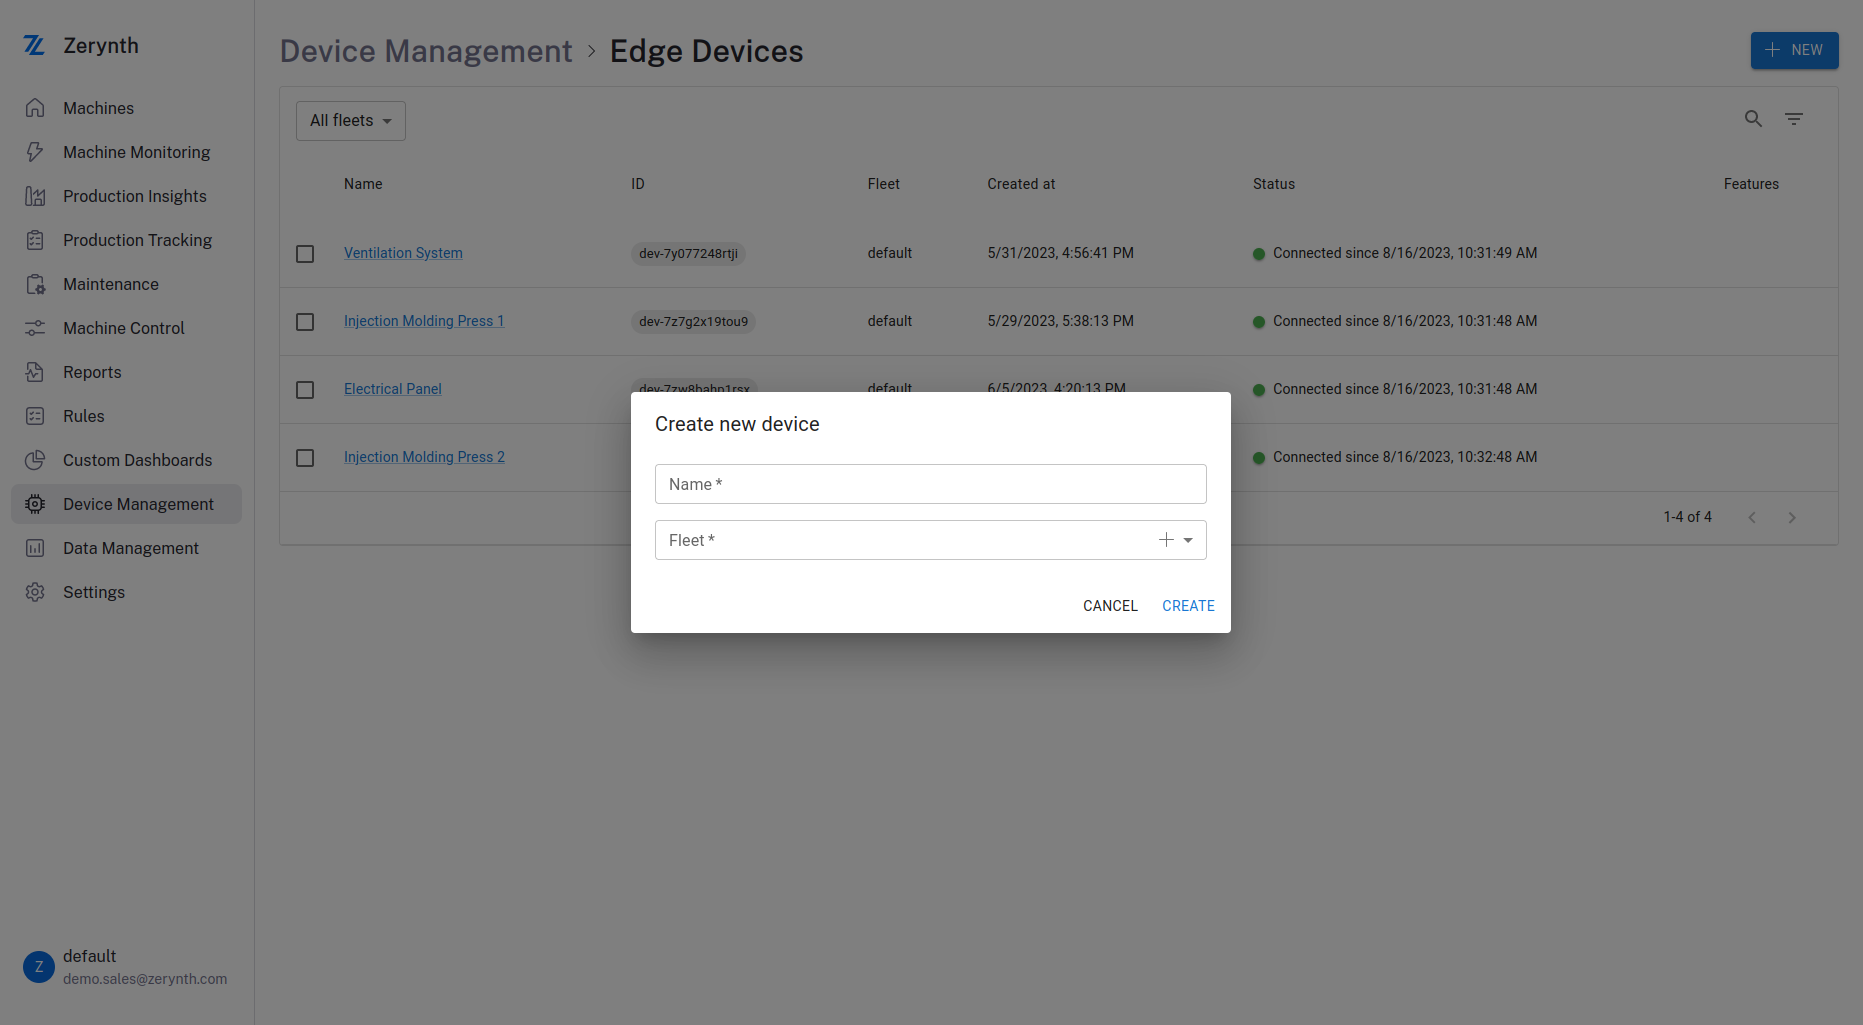 Zerynth
Machines
Machine Monitoring
Production Insights
Production Tracking
Maintenance
Machine Control
Reports
Rules
Custom Dashboards
Device Management
Data Management
Settings
Z
default
demo.sales@zerynth.com
Device Management > Edge Devices
+ NEW
All fleets
Name ID Fleet Created at Status Features
Ventilation System dev-7y077248rtji default 5/31/2023, 4:56:41 PM Connected since 8/16/2023, 10:31:49 AM
Injection Molding Press 1 dev-7z7g2x19tou9 default 5/29/2023, 5:38:13 PM Connected since 8/16/2023, 10:31:48 AM
Electrical Panel dev-7zw8bahp1rsx default 6/5/2023, 4:20:13 PM Connected since 8/16/2023, 10:31:48 AM
Injection Molding Press 2 Connected since 8/16/2023, 10:32:48 AM
1-4 of 4
Create new device
Name *
Fleet *
CANCEL CREATE